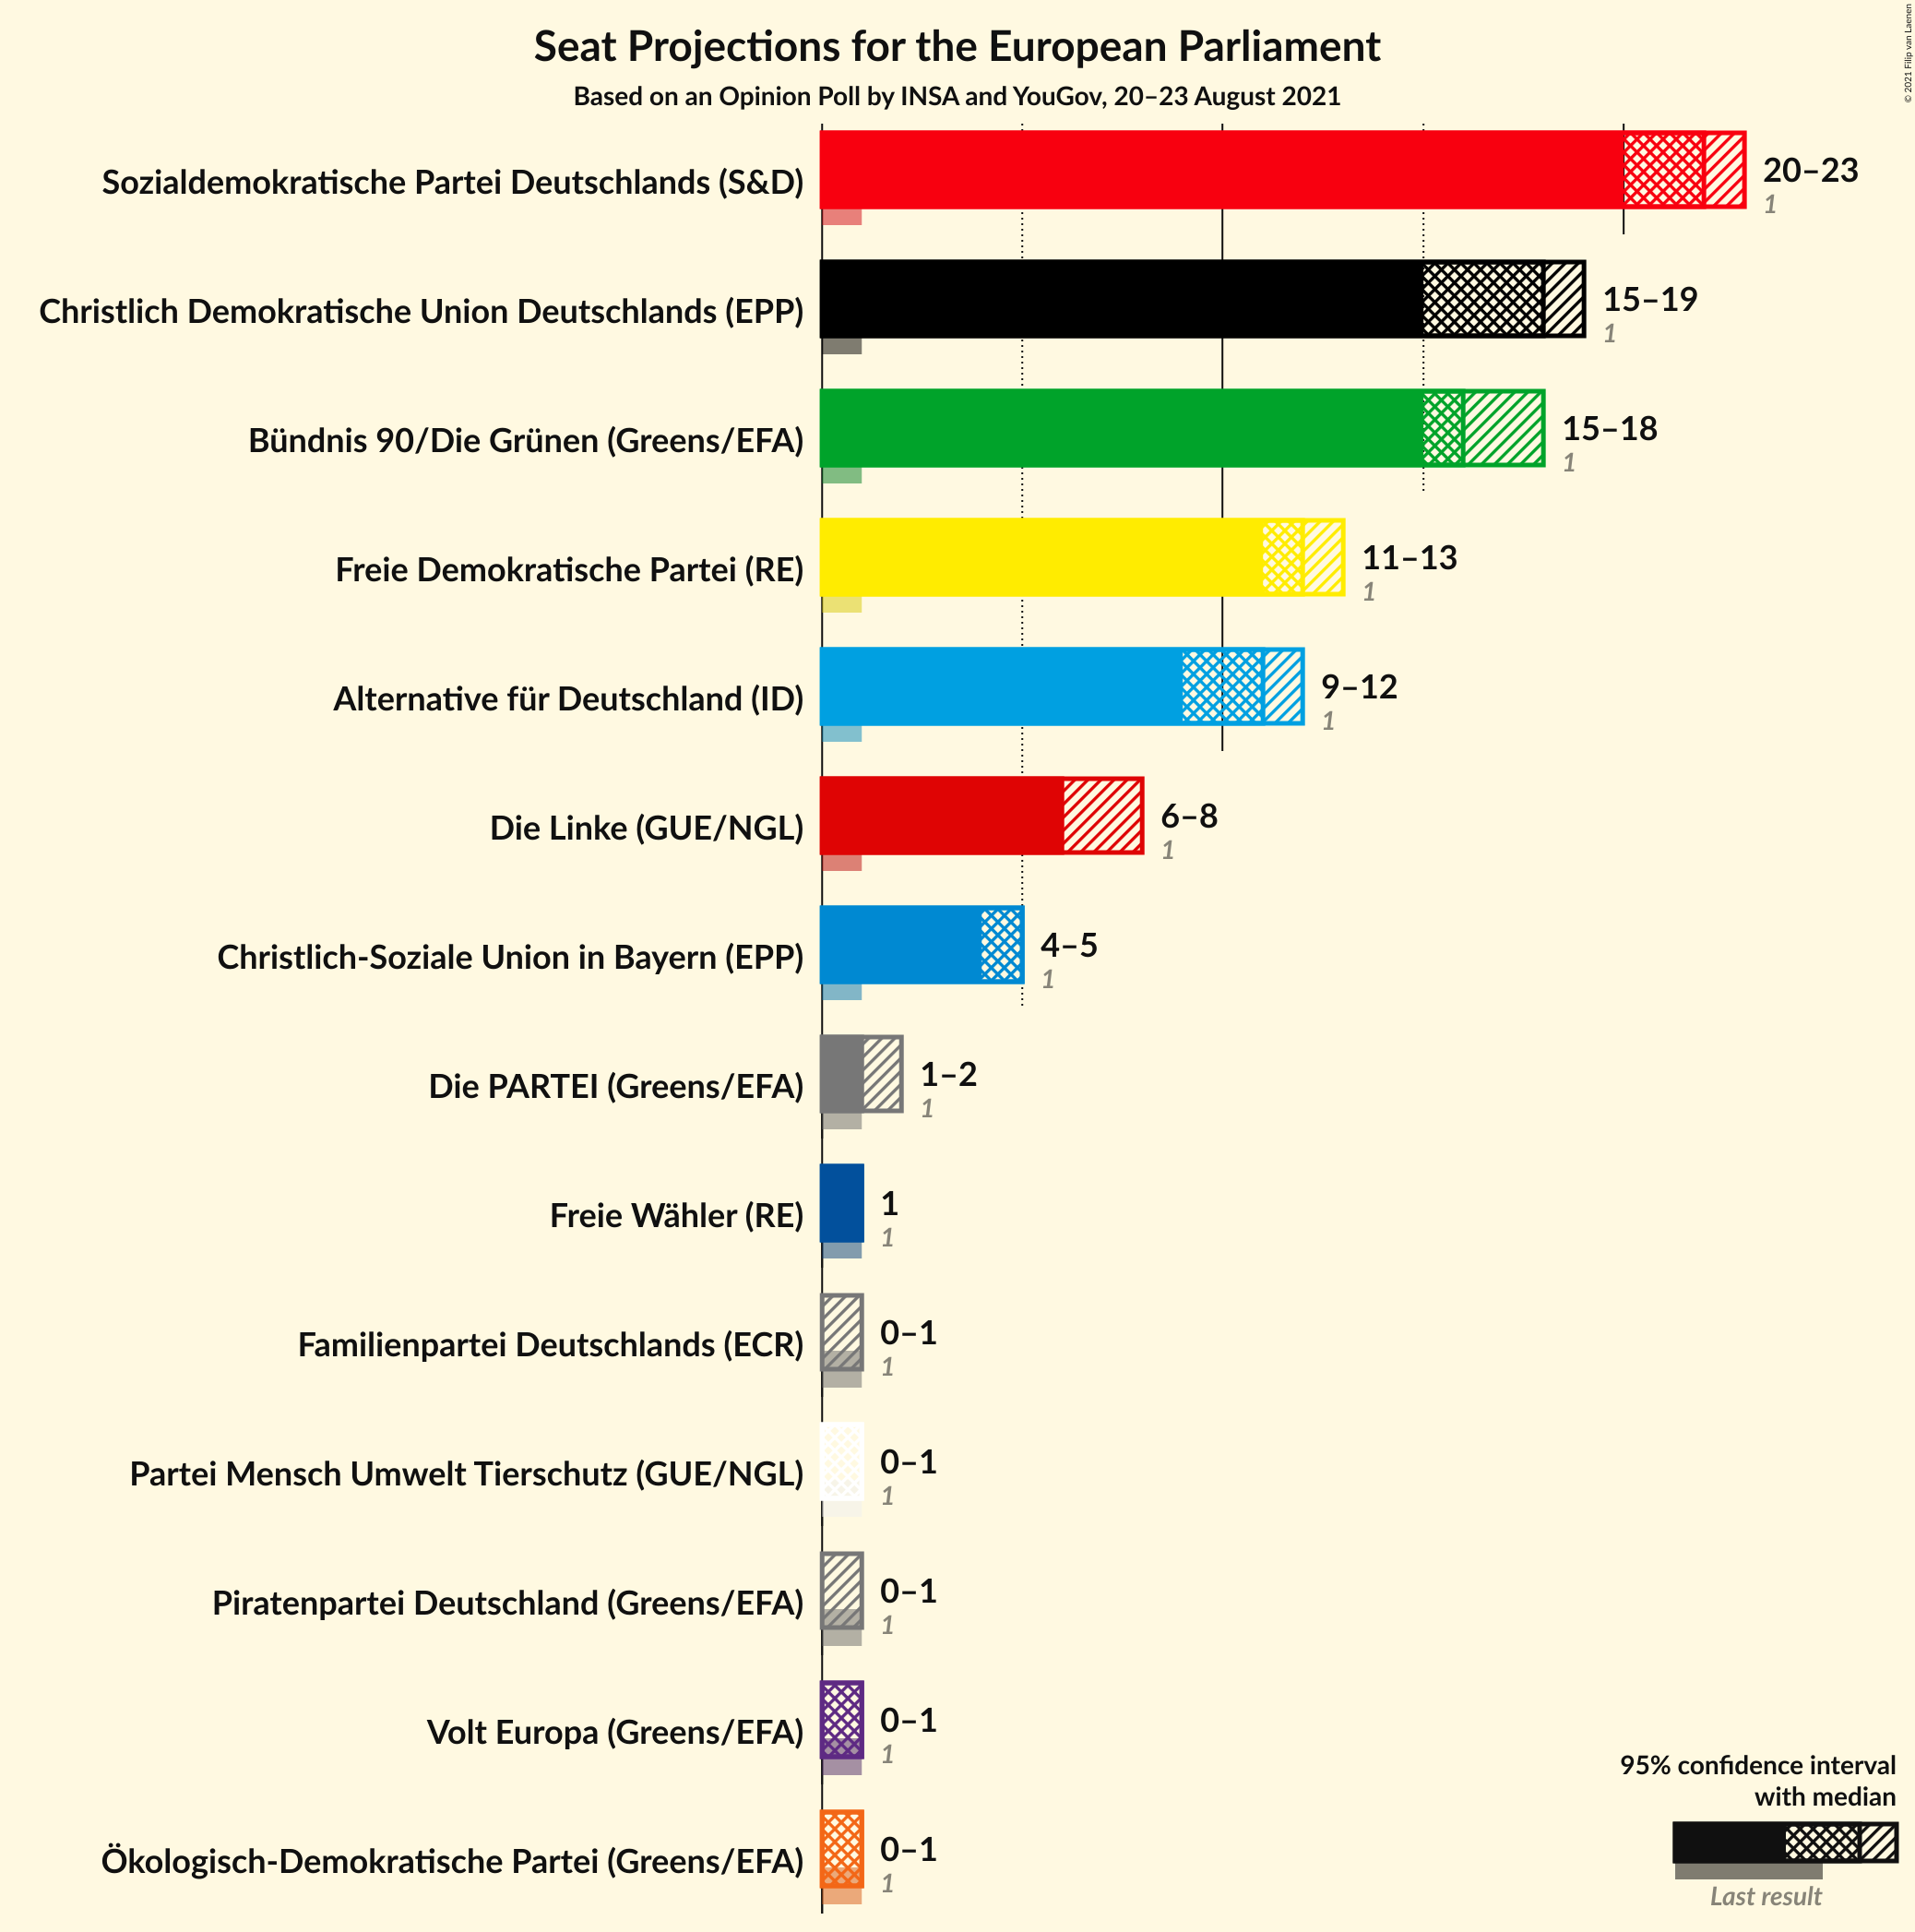 Seat Projections for the European Parliament
Based on an Opinion Poll by INSA and YouGov, 20–23 August 2021
© 2021 Filip van Laenen
Sozialdemokratische Partei Deutschlands (S&D)
20–23
1
Christlich Demokratische Union Deutschlands (EPP)
15–19
1
Bündnis 90/Die Grünen (Greens/EFA)
15–18
1
Freie Demokratische Partei (RE)
11–13
1
Alternative für Deutschland (ID)
9–12
1
Die Linke (GUE/NGL)
6–8
1
Christlich-Soziale Union in Bayern (EPP)
4–5
1
Die PARTEI (Greens/EFA)
1–2
1
Freie Wähler (RE)
1
1
Familienpartei Deutschlands (ECR)
0–1
1
Partei Mensch Umwelt Tierschutz (GUE/NGL)
0–1
1
Piratenpartei Deutschland (Greens/EFA)
0–1
1
Volt Europa (Greens/EFA)
0–1
1
Ökologisch-Demokratische Partei (Greens/EFA)
0–1
1
95% confidence interval
with median
Last result